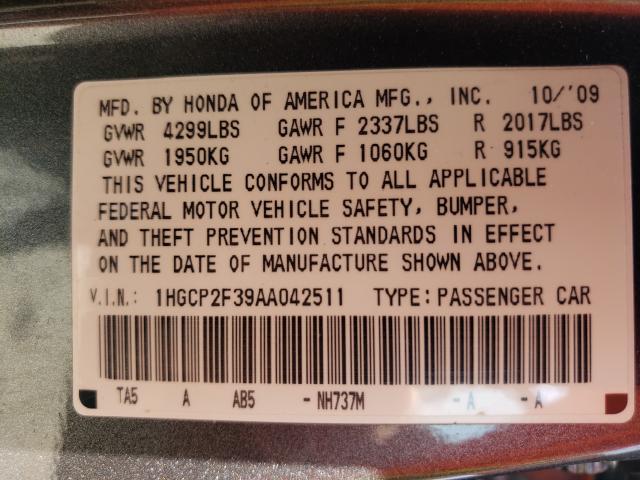 MFD. BY HONDA OF AMERICA MFG., INC. 10/'09
GVWR 4299LBS GAWR F 2337LBS R 2017LBS
GVWR 1950KG GAWR F 1060KG R 915KG
THIS VEHICLE CONFORMS TO ALL APPLICABLE
FEDERAL MOTOR VEHICLE SAFETY, BUMPER,
AND THEFT PREVENTION STANDARDS IN EFFECT
ON THE DATE OF MANUFACTURE SHOWN ABOVE.
V.I.N.: 1HGCP2F39AA042511 TYPE: PASSENGER CAR
TA5 A AB5 -NH737M -A -A